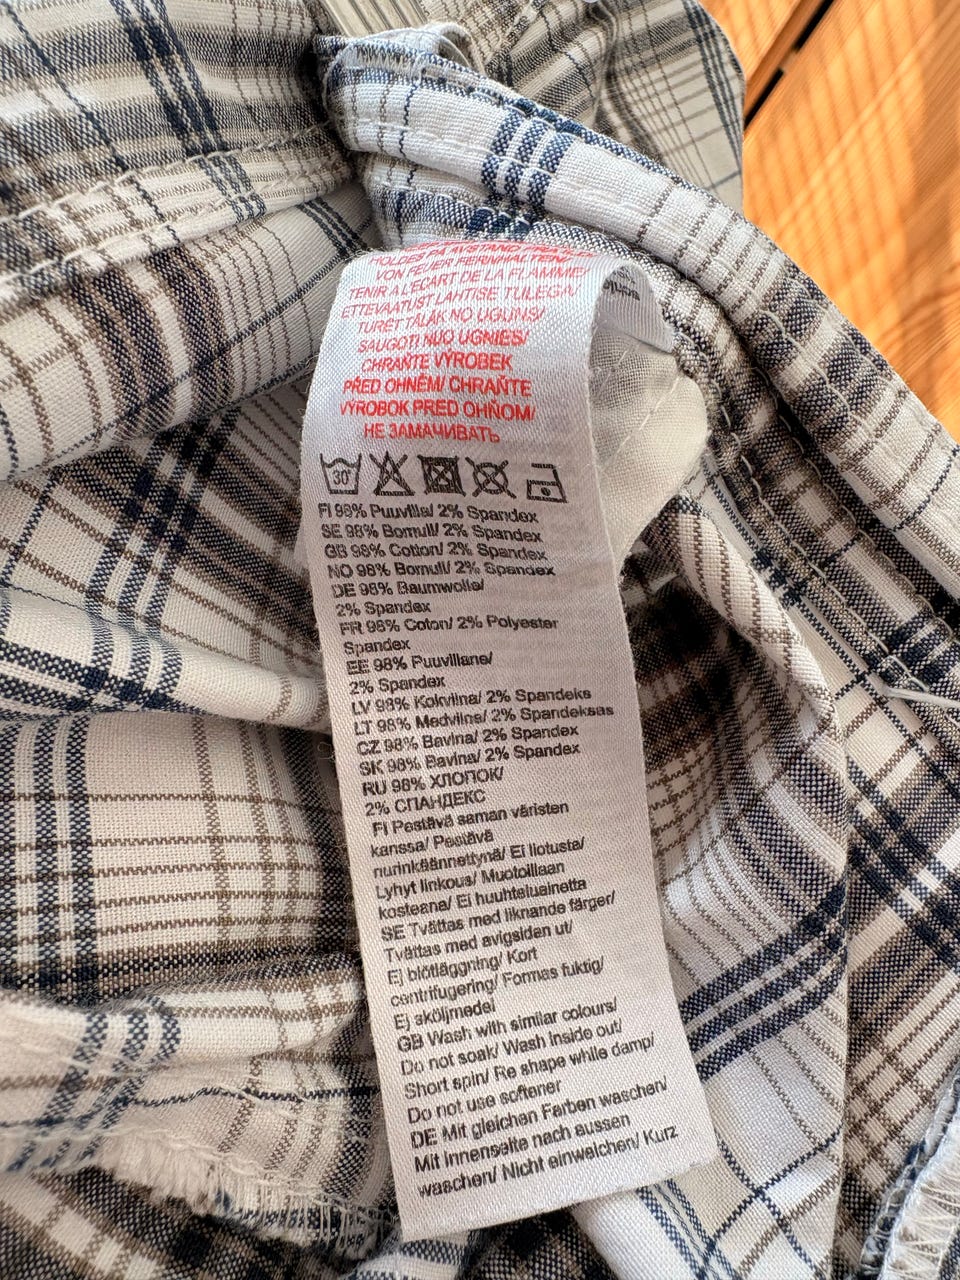 HOLDES PÅ AVSTAND FRA ILD/
VON FEUER FERNHALTEN/
TENIR A L'ECART DE LA FLAMME/
ETTEVAATUST LAHTISE TULEGA/
TURĒT TĀLĀK NO UGUNS/
SAUGOTI NUO UGNIES/
CHRAŇTE VÝROBEK
PŘED OHNĚM/ CHRAŇTE
VÝROBOK PRED OHŇOM/
НЕ ЗАМАЧИВАТЬ
30
FI 98% Puuvilla/ 2% Spandex
SE 98% Bomull/ 2% Spandex
GB 98% Cotton/ 2% Spandex
NO 98% Bomull/ 2% Spandex
DE 98% Baumwolle/
2% Spandex
FR 98% Coton/ 2% Polyester
Spandex
EE 98% Puuvillane/
2% Spandex
LV 98% Kokvilna/ 2% Spandeks
LT 98% Medvilnė/ 2% Spandeksas
CZ 98% Bavlna/ 2% Spandex
SK 98% Bavlna/ 2% Spandex
RU 98% ХЛОПОК/
2% СПАНДЕКС
FI Pestävä saman väristen
kanssa/ Pestävä
nurinkäännettynä/ Ei liotusta/
Lyhyt linkous/ Muotoillaan
kosteana/ Ei huuhteluainetta
SE Tvättas med liknande färger/
Tvättas med avigsidan ut/
Ej blötläggning/ Kort
centrifugering/ Formas fuktig/
Ej sköljmedel
GB Wash with similar colours/
Do not soak/ Wash inside out/
Short spin/ Re shape while damp/
Do not use softener
DE Mit gleichen Farben waschen/
Mit Innenseite nach aussen
waschen/ Nicht einweichen/ Kurz